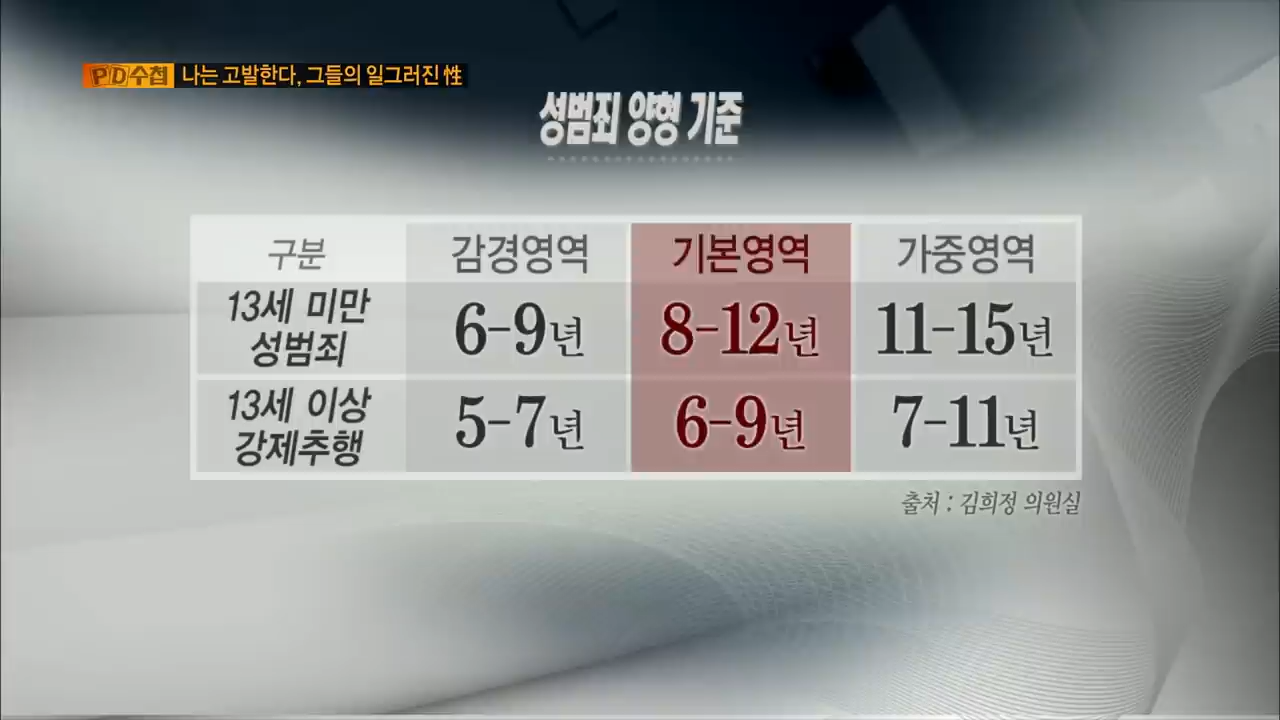 PD수첩 나는 고발한다, 그들의 일그러진 性
성범죄 양형 기준
구분 감경영역 기본영역 가중영역
13세 미만
성범죄 6-9년 8-12년 11-15년
13세 이상
강제추행 5-7년 6-9년 7-11년
출처 : 김희정 의원실